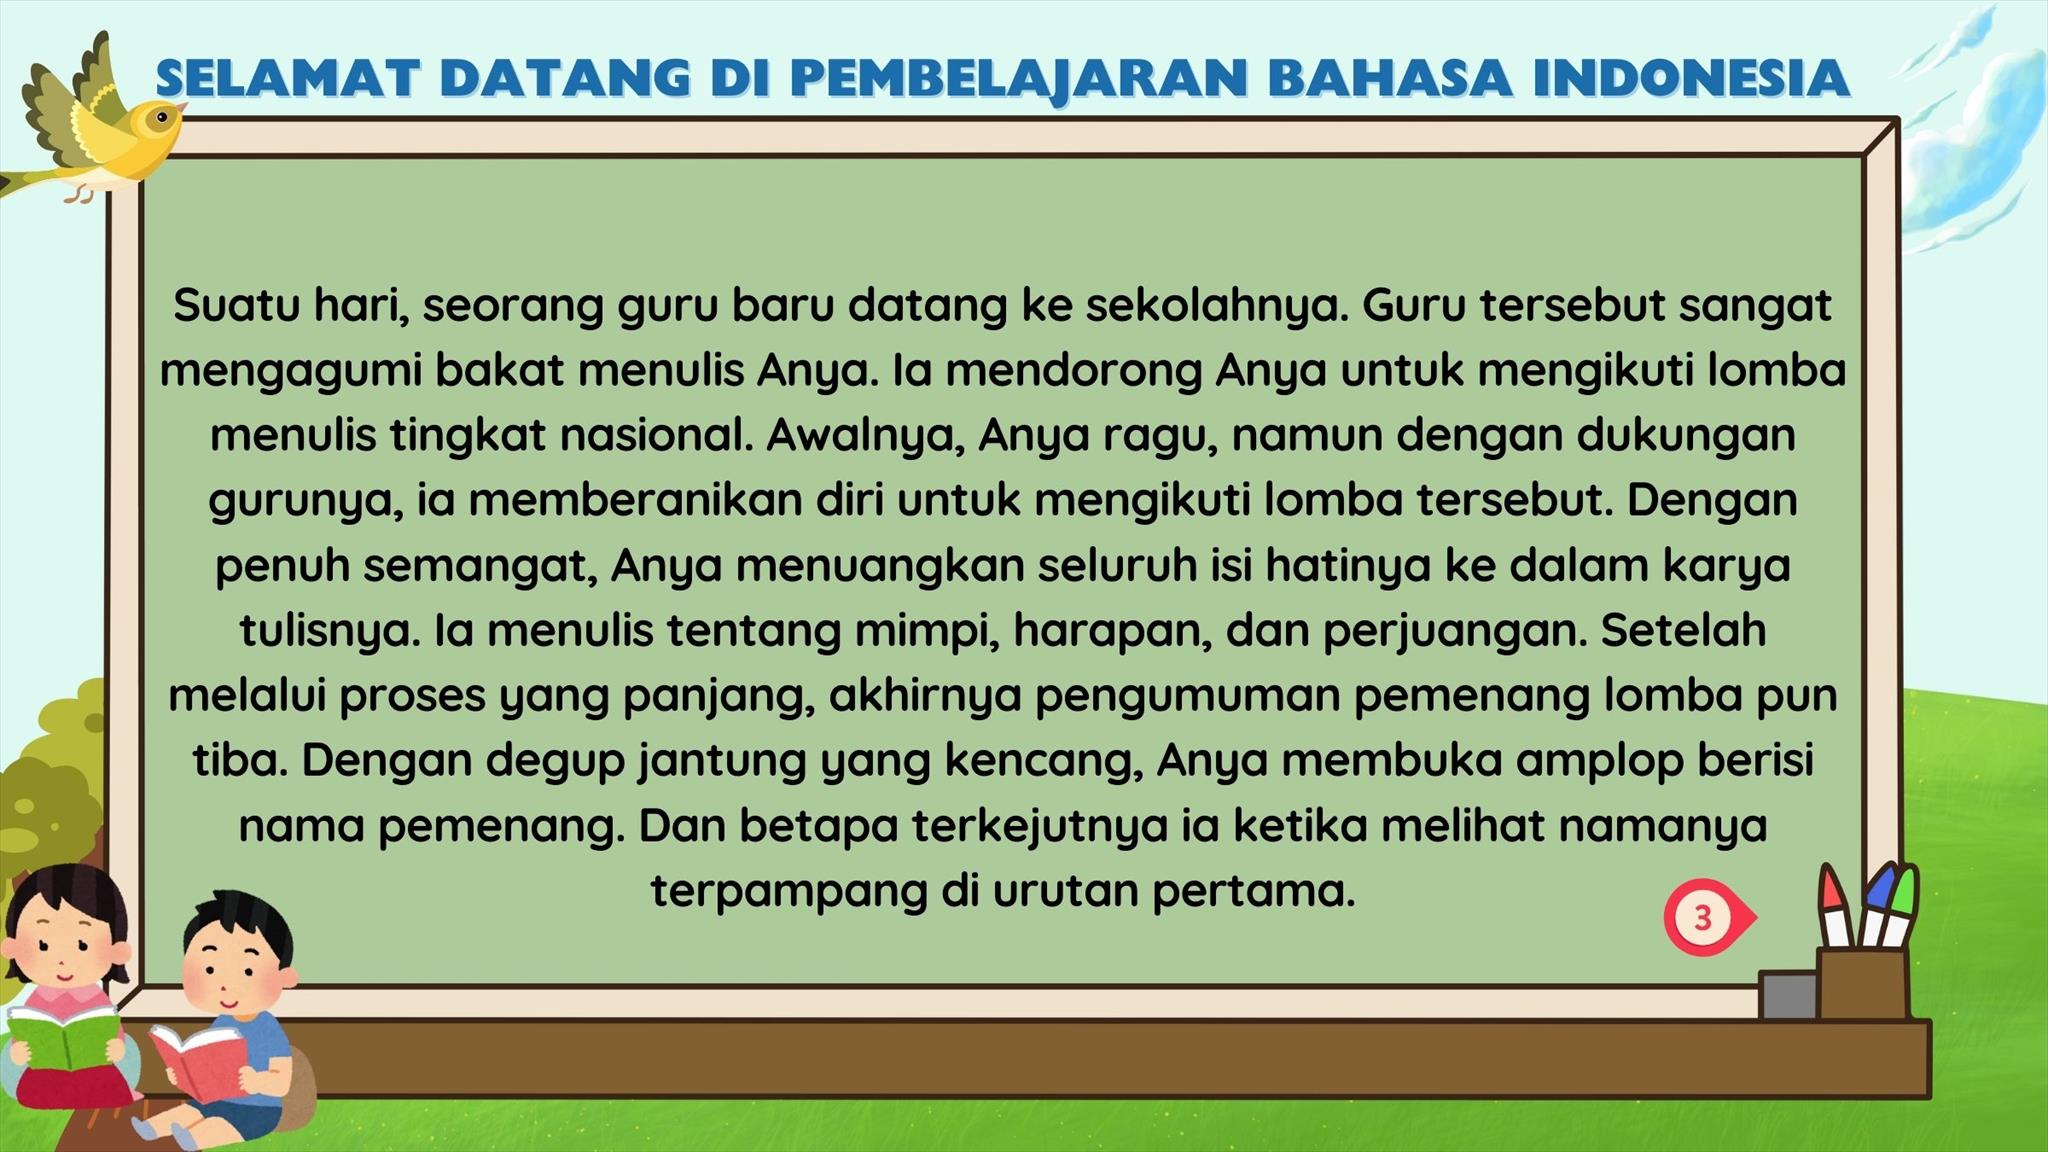 SELAMAT DATANG DI PEMBELAJARAN BAHASA INDONESIA
Suatu hari, seorang guru baru datang ke sekolahnya. Guru tersebut sangat
mengagumi bakat menulis Anya. Ia mendorong Anya untuk mengikuti lomba
menulis tingkat nasional. Awalnya, Anya ragu, namun dengan dukungan
gurunya, ia memberanikan diri untuk mengikuti lomba tersebut. Dengan
penuh semangat, Anya menuangkan seluruh isi hatinya ke dalam karya
tulisnya. Ia menulis tentang mimpi, harapan, dan perjuangan. Setelah
melalui proses yang panjang, akhirnya pengumuman pemenang lomba pun
tiba. Dengan degup jantung yang kencang, Anya membuka amplop berisi
nama pemenang. Dan betapa terkejutnya ia ketika melihat namanya
terpampang di urutan pertama.
3